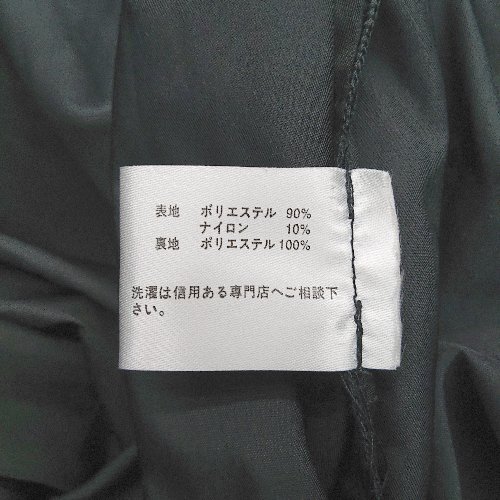 表地 ポリエステル 90%
ナイロン 10%
裏地 ポリエステル 100%
洗濯は信用ある専門店へご相談下
さい。